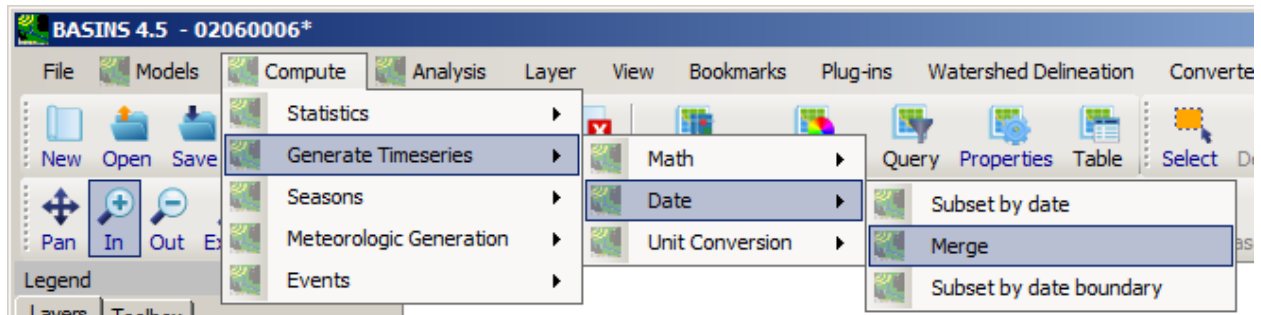 BASINS 4.5 - 02060006*
File Models Compute Analysis Layer View Bookmarks Plug-ins Watershed Delineation Converte
Statistics
New Open Save Generate Timeseries Math Query Properties Table Select
Seasons Date Subset by date
Pan In Out Meteorologic Generation Unit Conversion Merge
Legend Events Subset by date boundary
Layers Toolbox